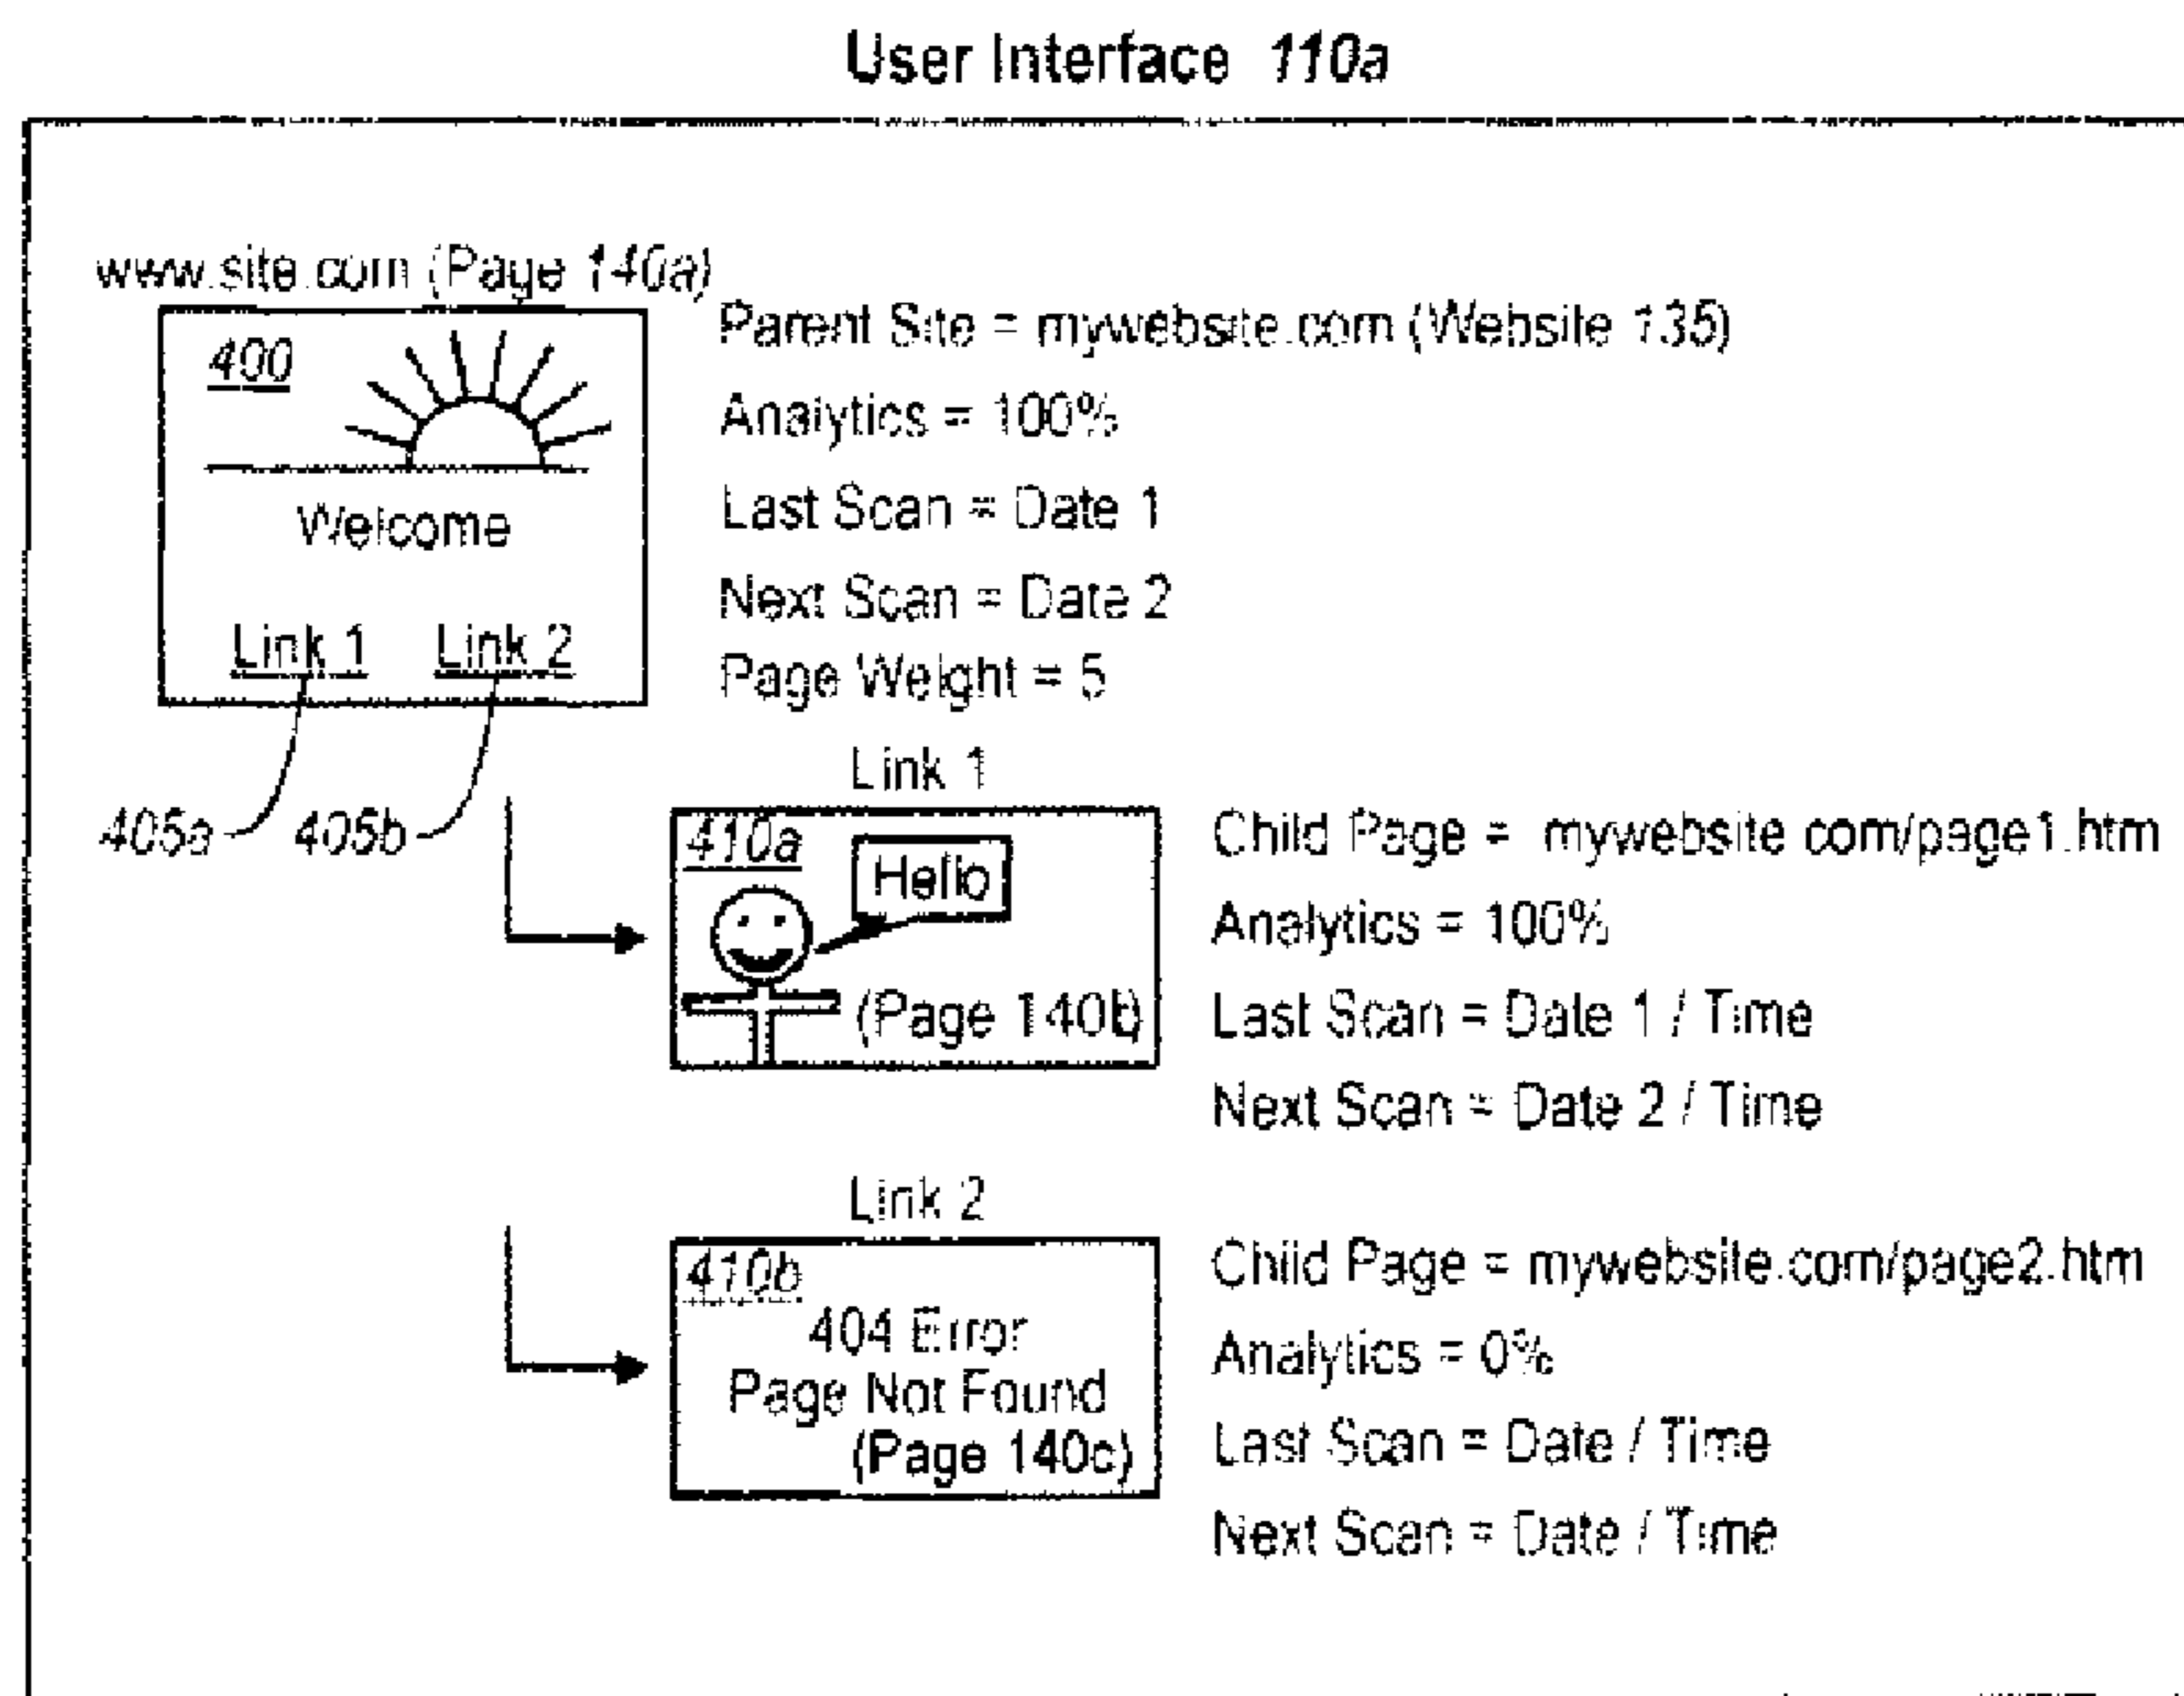 User Interface 110a
www.site.com (Page 140a)
400
Welcome
Link 1 Link 2
405a 405b
Parent Site = mywebsite.com (Website 135)
Analytics = 100%
Last Scan = Date 1
Next Scan = Date 2
Page Weight = 5
Link 1
410a
Hello
(Page 140b)
Child Page = mywebsite.com/page1.htm
Analytics = 100%
Last Scan = Date 1 / Time
Next Scan = Date 2 / Time
Link 2
410b
404 Error
Page Not Found
(Page 140c)
Child Page = mywebsite.com/page2.htm
Analytics = 0%
Last Scan = Date / Time
Next Scan = Date / Time